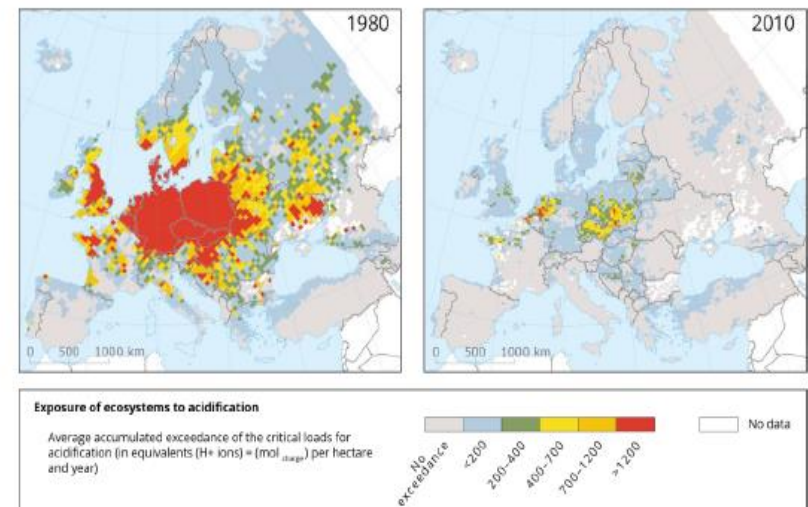 1980
2010
0 500 1000 km
0 500 1000 km
Exposure of ecosystems to acidification
Average accumulated exceedance of the critical loads for
acidification (in equivalents (H+ ions) = (mol charge) per hectare
and year)
No
exceedance
<200
200–400
400–700
700–1200
>1200
No data